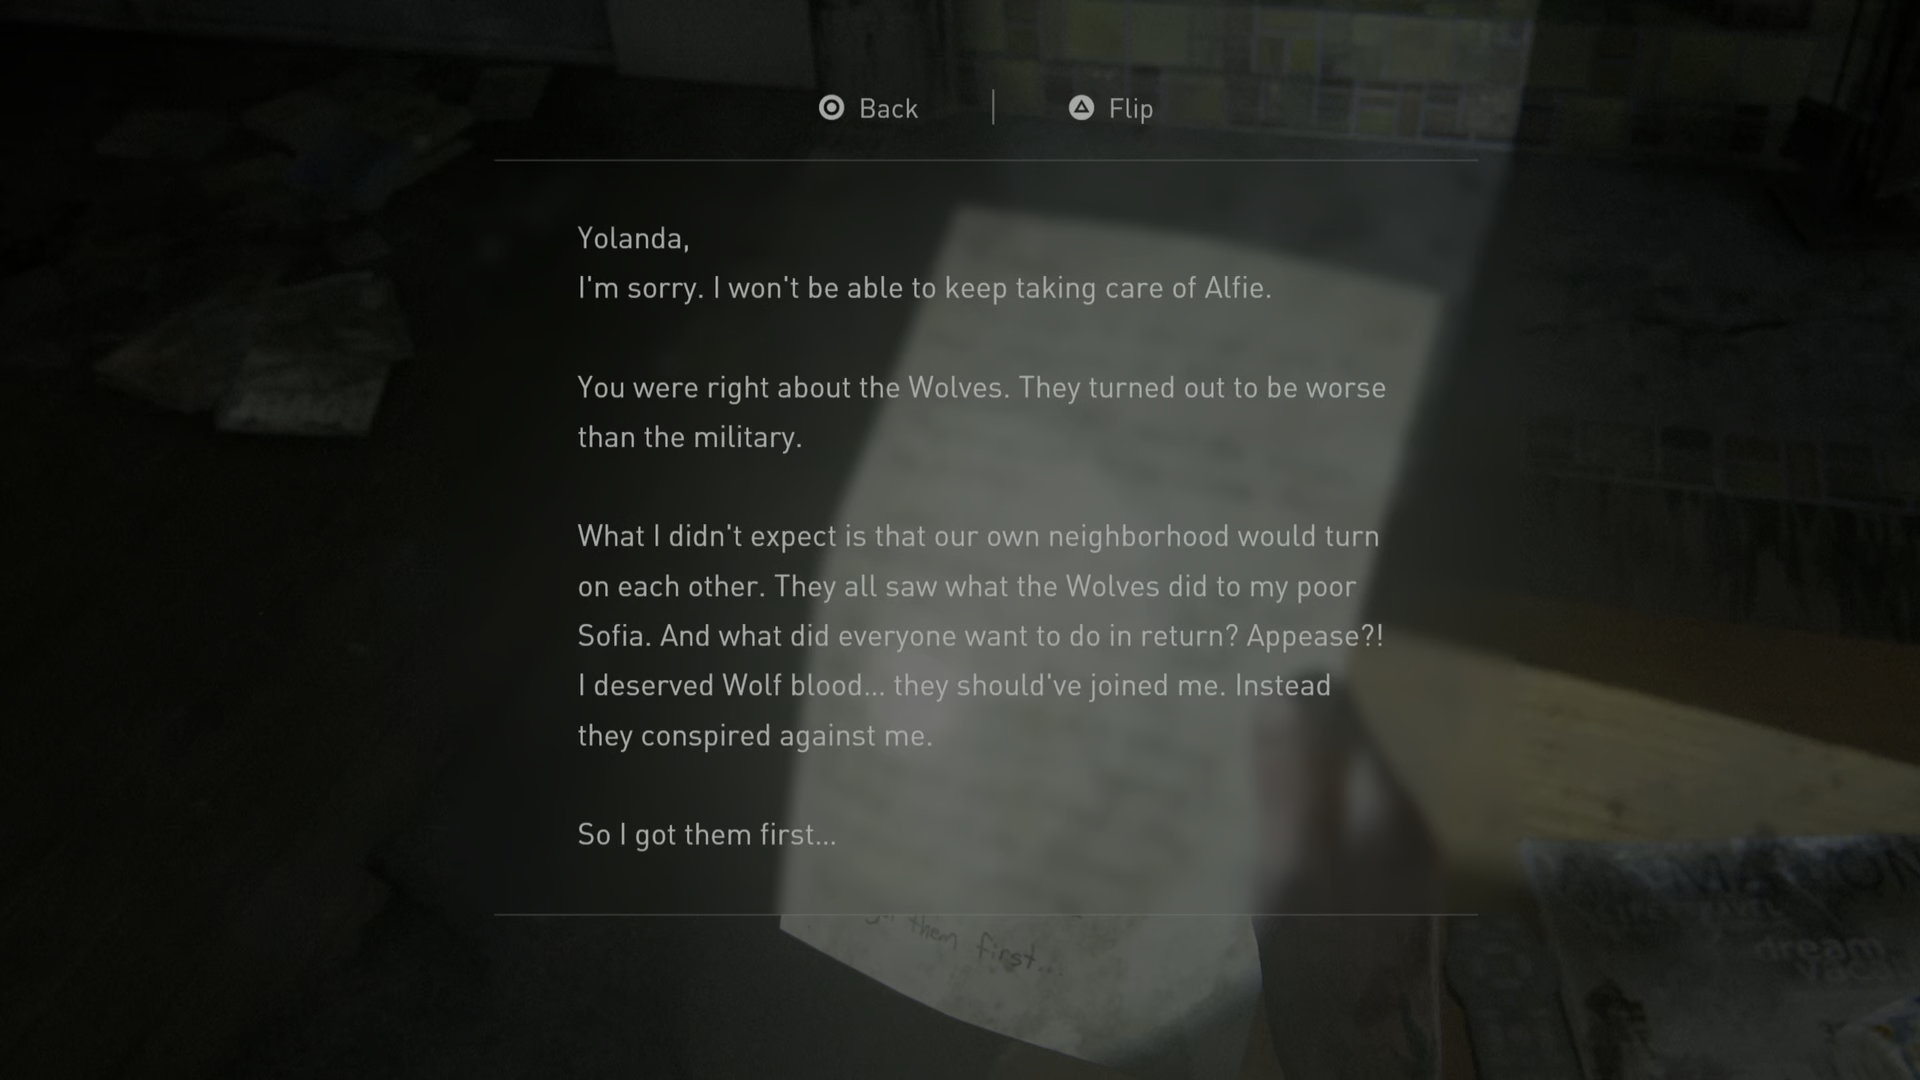 Back | Flip
Yolanda,
I'm sorry. I won't be able to keep taking care of Alfie.
You were right about the Wolves. They turned out to be worse
than the military.
What I didn't expect is that our own neighborhood would turn
on each other. They all saw what the Wolves did to my poor
Sofia. And what did everyone want to do in return? Appease?!
I deserved Wolf blood... they should've joined me. Instead
they conspired against me.
So I got them first...
them first...
dream